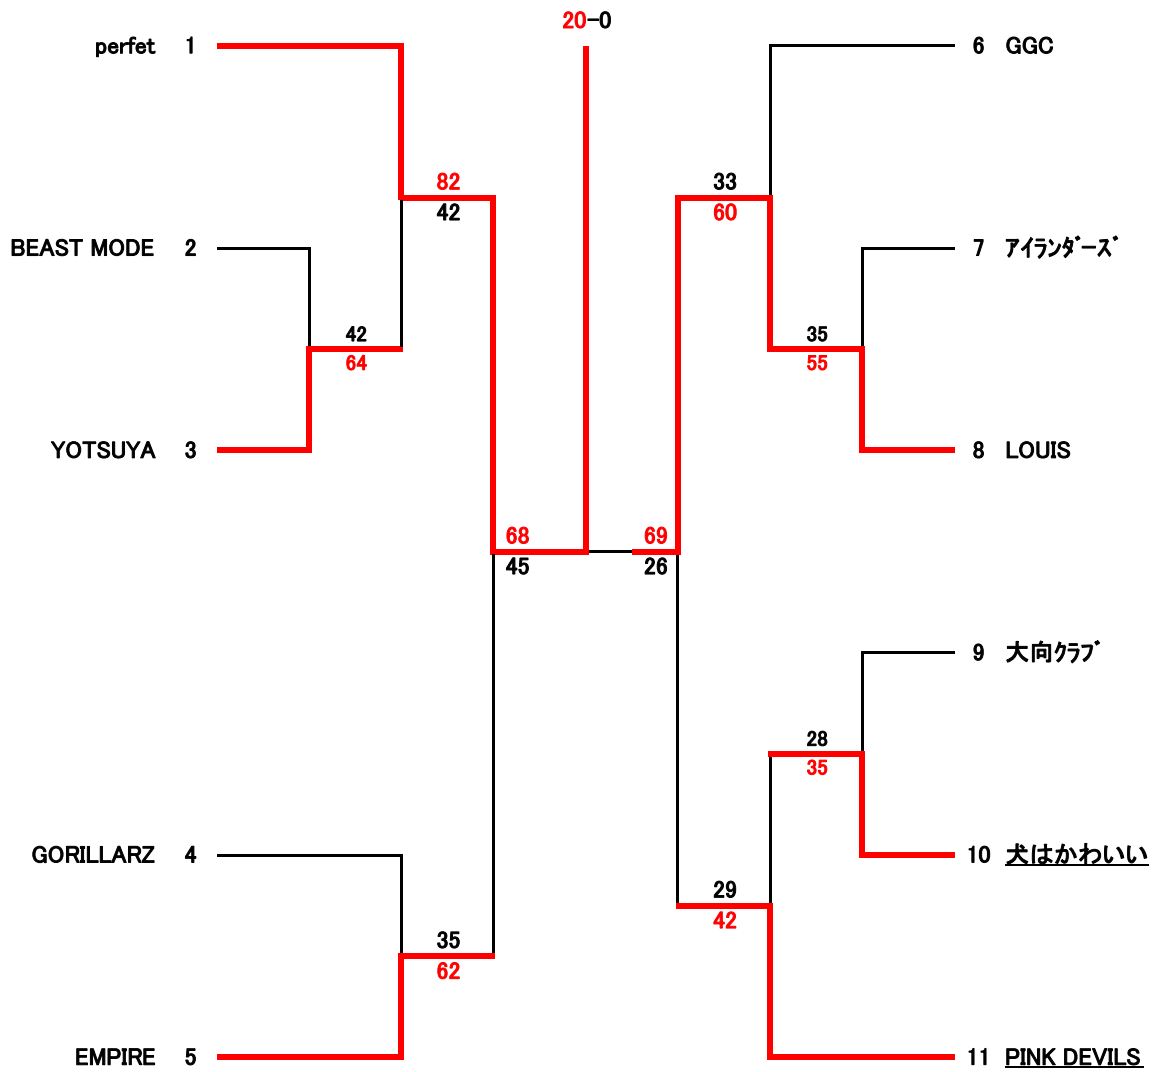 20-0
perfet 1
6 GGC
82
33
42
60
BEAST MODE 2
7 ｱｲﾗﾝﾀﾞｰｽﾞ
42
35
64
55
YOTSUYA 3
8 LOUIS
68
69
45
26
9 大向ｸﾗﾌﾞ
28
35
GORILLARZ 4
10 犬はかわいい
29
42
35
62
EMPIRE 5
11 PINK DEVILS